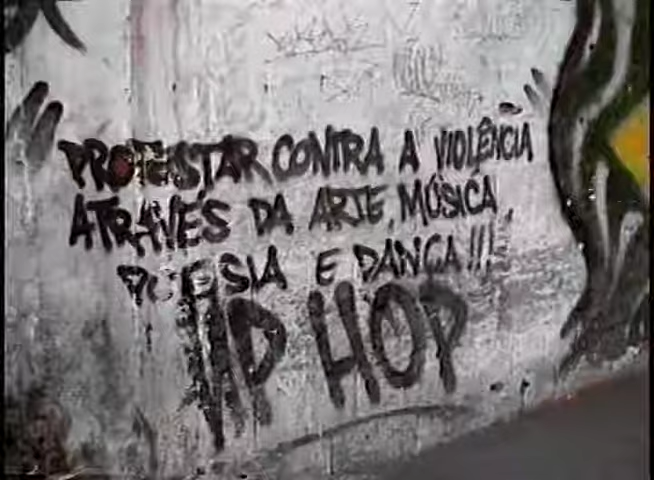 PROTESTAR CONTRA A VIOLÊNCIA
ATRAVÉS DA ARTE, MÚSICA,
POESIA E DANÇA!!!
HIP HOP